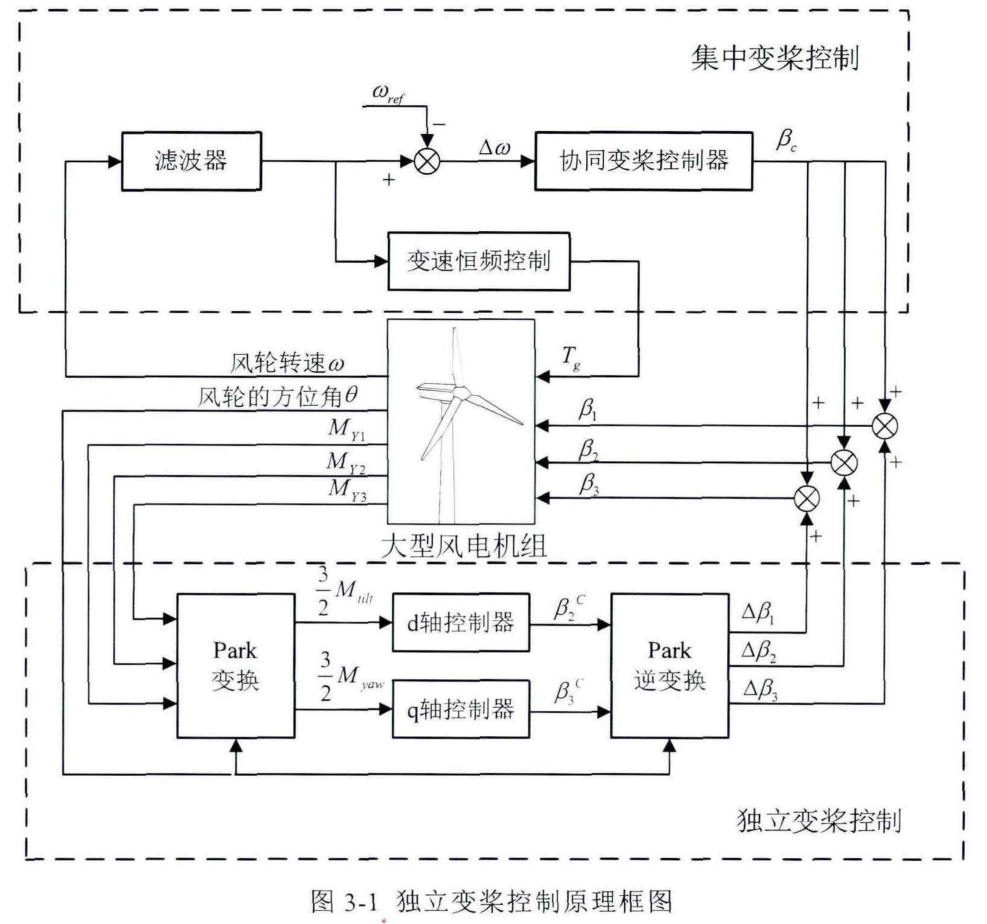 集中变桨控制
ω_ref
−
滤波器
+
Δω
协同变桨控制器
β_c
变速恒频控制
风轮转速ω
T_g
风轮的方位角θ
+ + +
β_1
M_Y1
M_Y2
β_2
+
M_Y3
β_3
+
+
大型风电机组
3/2 M_tilt
d轴控制器
β_2^C
Park
变换
Park
逆变换
Δβ_1
Δβ_2
3/2 M_yaw
q轴控制器
β_3^C
Δβ_3
独立变桨控制
图 3-1 独立变桨控制原理框图